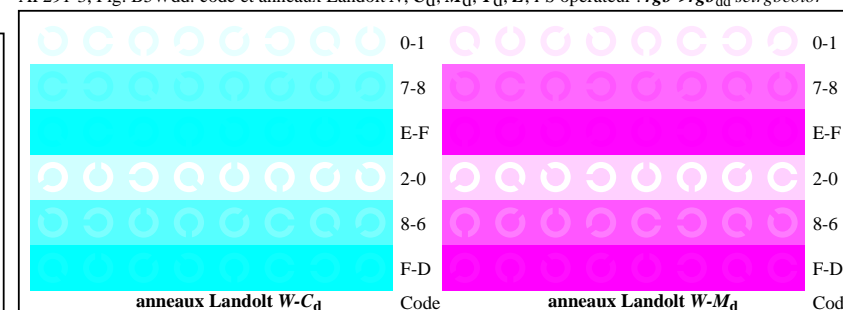 0-1 0-1
7-8 7-8
E-F E-F
2-0 2-0
8-6 8-6
F-D F-D
anneaux Landolt W-Cd Code anneaux Landolt W-Md